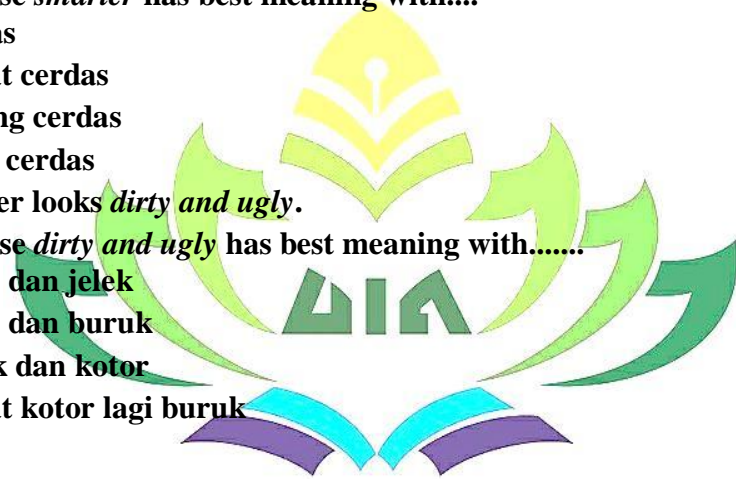 se smarter has best meaning with....
as
t cerdas
ng cerdas
cerdas
er looks dirty and ugly.
se dirty and ugly has best meaning with.......
dan jelek
dan buruk
k dan kotor
t kotor lagi buruk
UIN